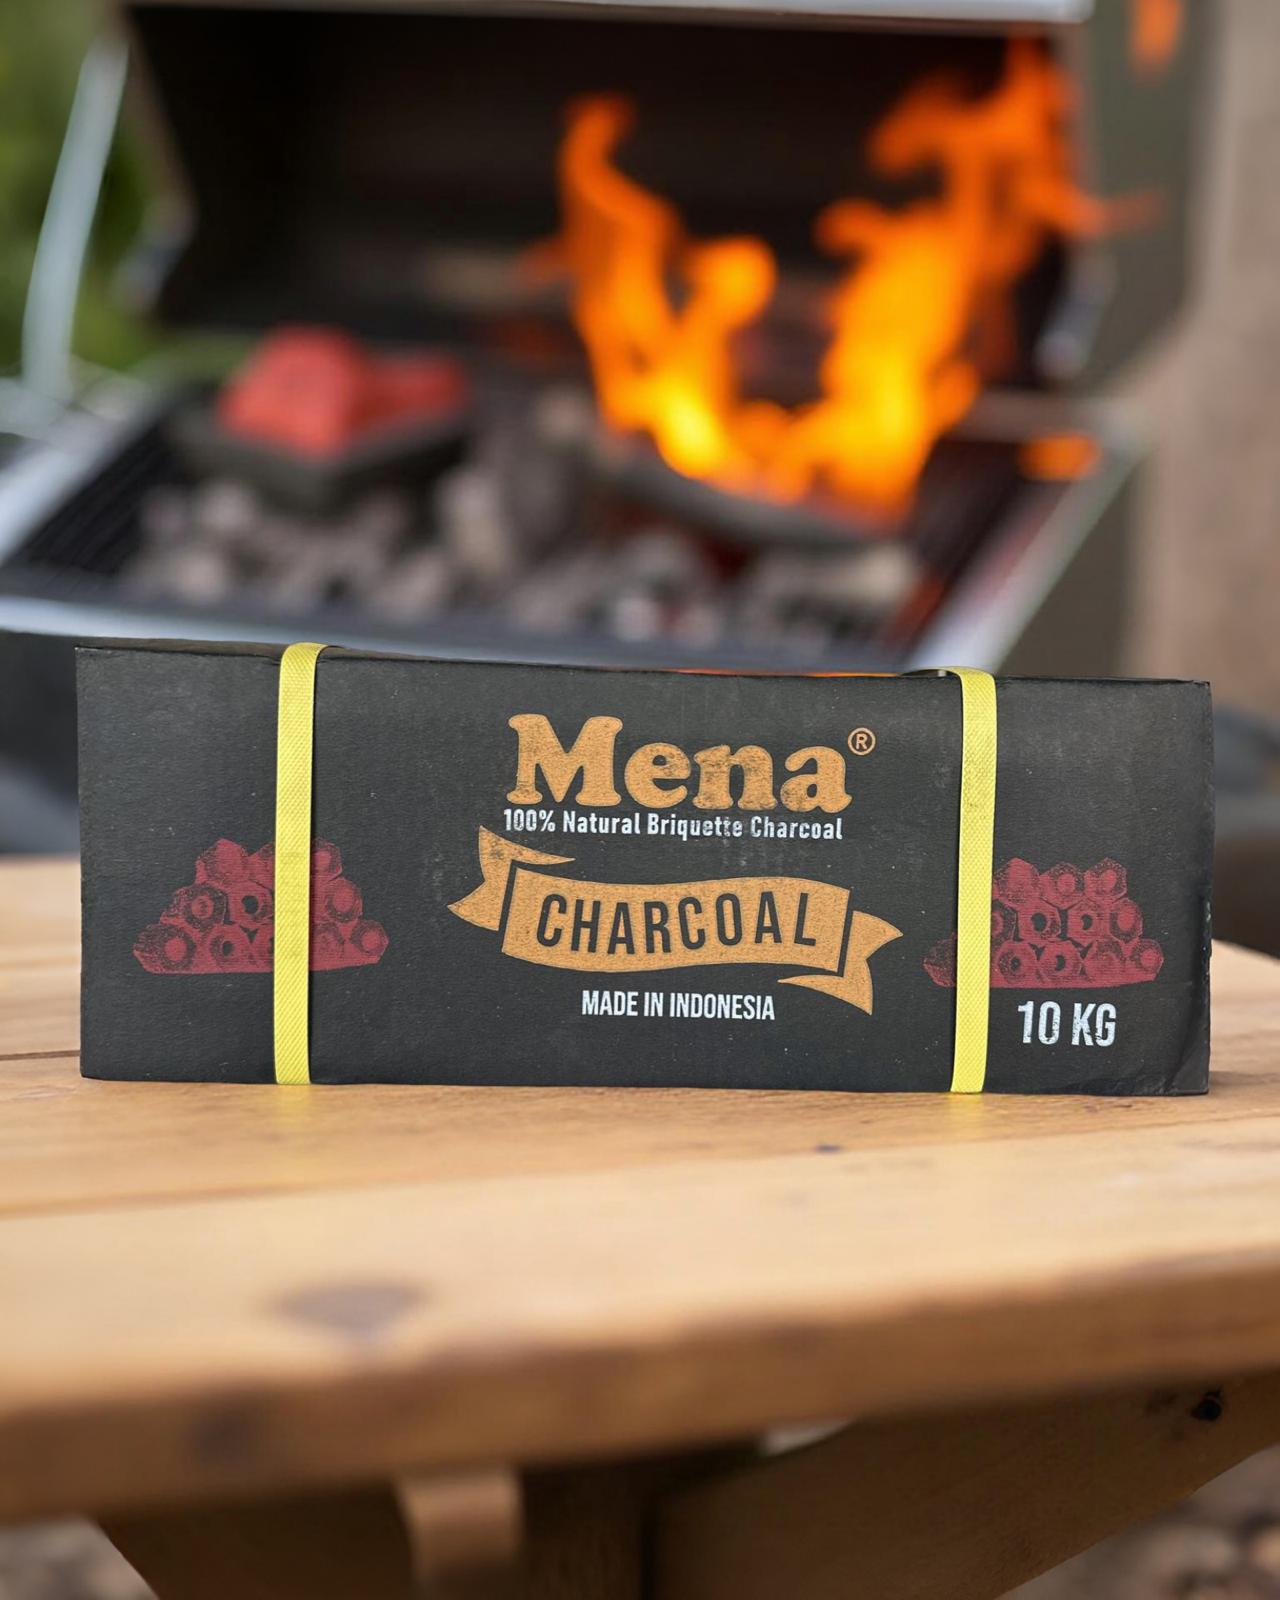 Mena®
100% Natural Briquette Charcoal
CHARCOAL
MADE IN INDONESIA
10 KG